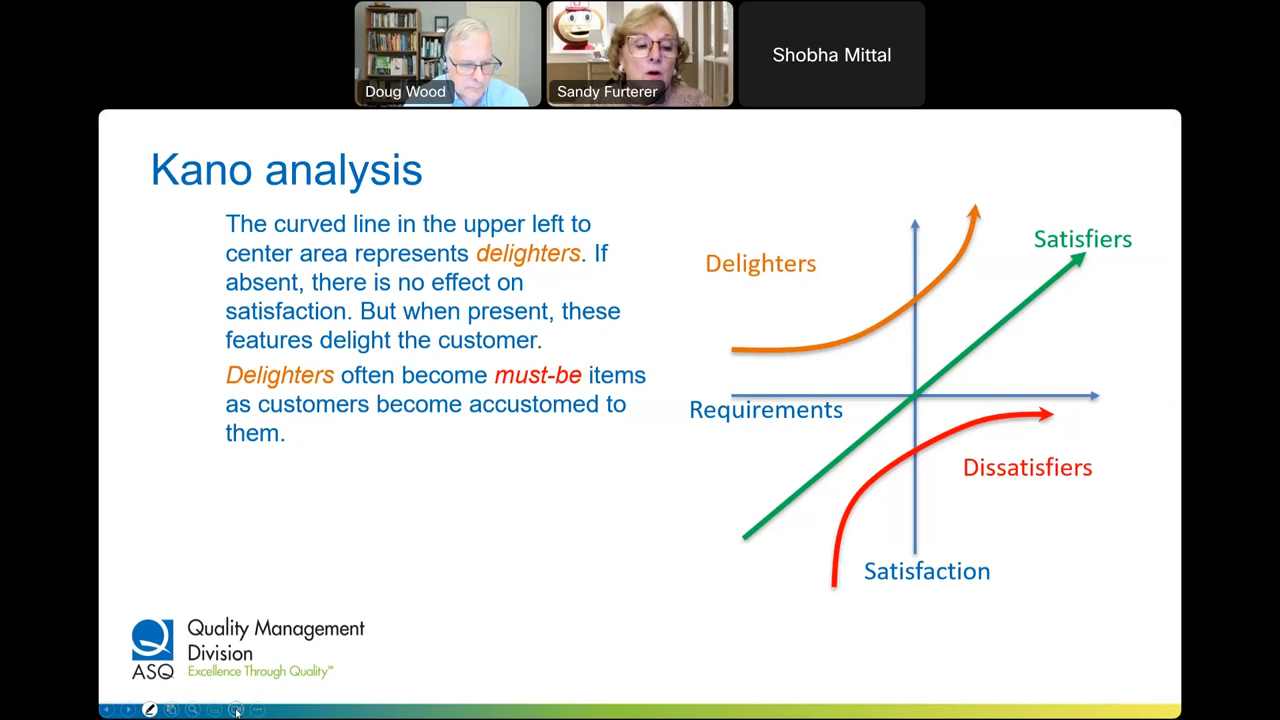 Doug Wood
Sandy Furterer
Shobha Mittal
Kano analysis
The curved line in the upper left to
center area represents delighters. If
absent, there is no effect on
satisfaction. But when present, these
features delight the customer.
Delighters often become must-be items
as customers become accustomed to
them.
Delighters
Satisfiers
Requirements
Dissatisfiers
Satisfaction
ASQ
Quality Management
Division
Excellence Through Quality™